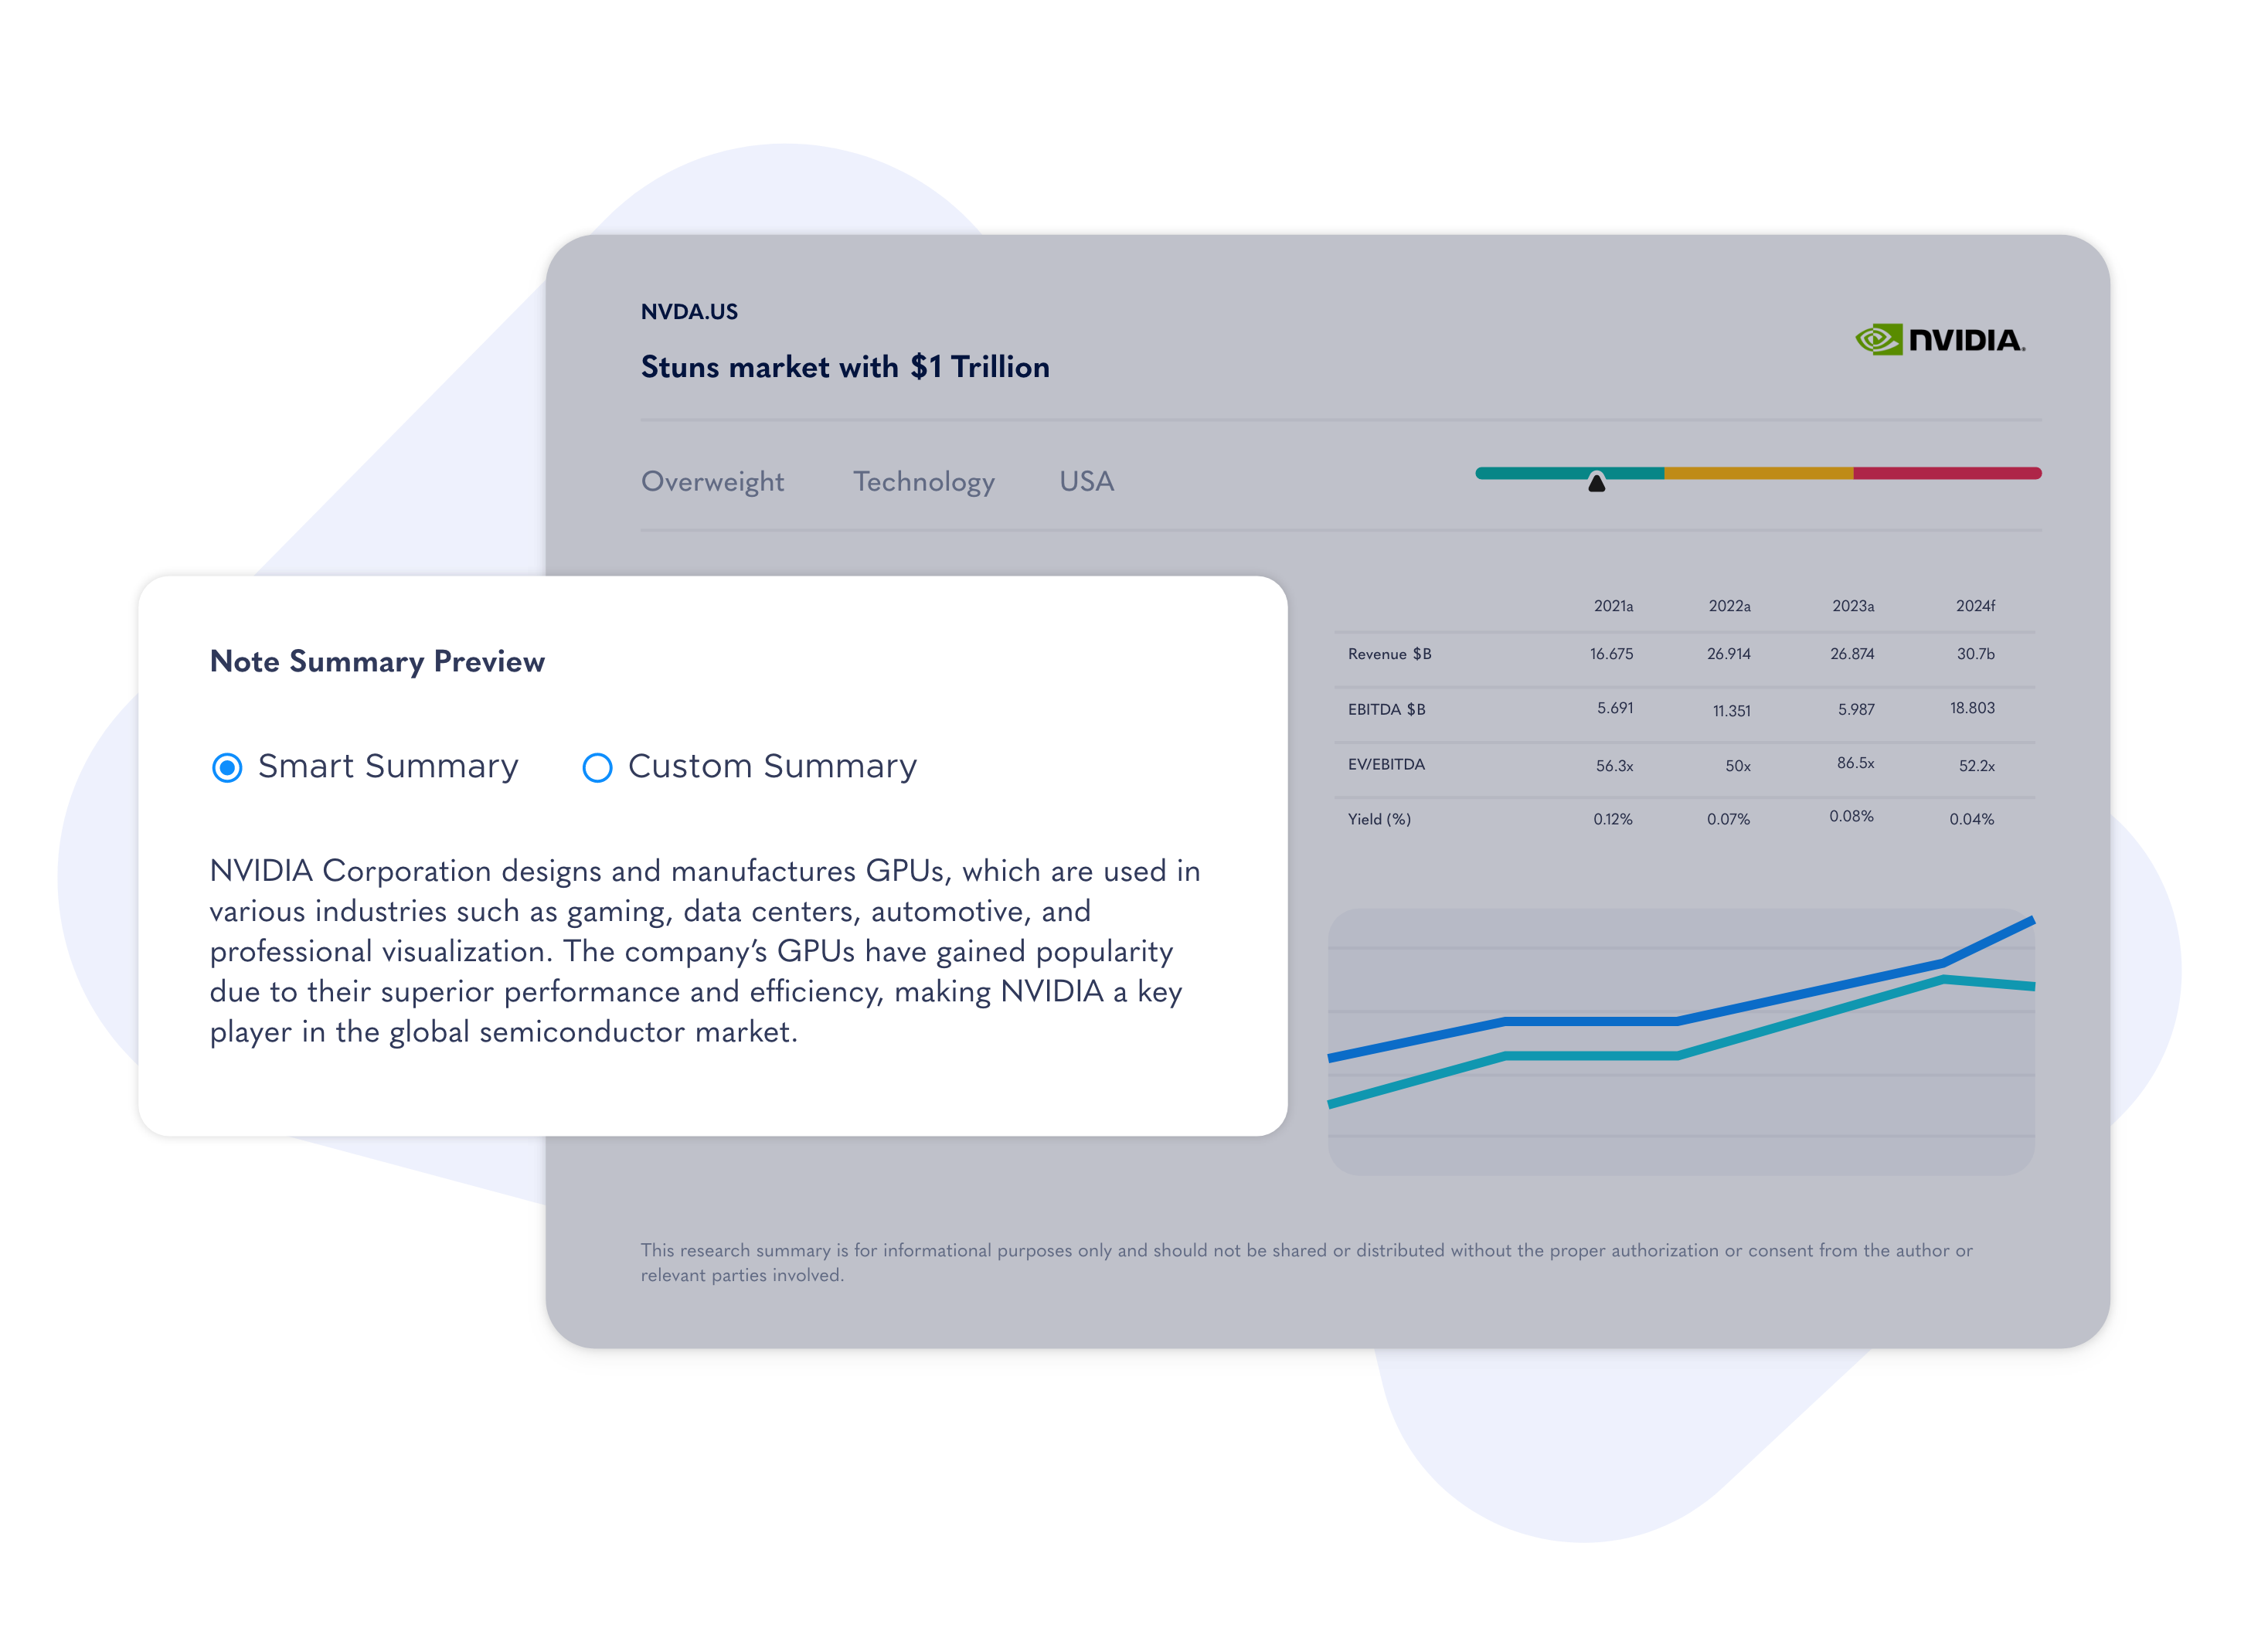 NVDA.US
Stuns market with $1 Trillion
NVIDIA.
Overweight Technology USA
Note Summary Preview
Smart Summary Custom Summary
NVIDIA Corporation designs and manufactures GPUs, which are used in
various industries such as gaming, data centers, automotive, and
professional visualization. The company’s GPUs have gained popularity
due to their superior performance and efficiency, making NVIDIA a key
player in the global semiconductor market.
2021a 2022a 2023a 2024f
Revenue $B 16.675 26.914 26.874 30.7b
EBITDA $B 5.691 11.351 5.987 18.803
EV/EBITDA 56.3x 50x 86.5x 52.2x
Yield (%) 0.12% 0.07% 0.08% 0.04%
This research summary is for informational purposes only and should not be shared or distributed without the proper authorization or consent from the author or
relevant parties involved.